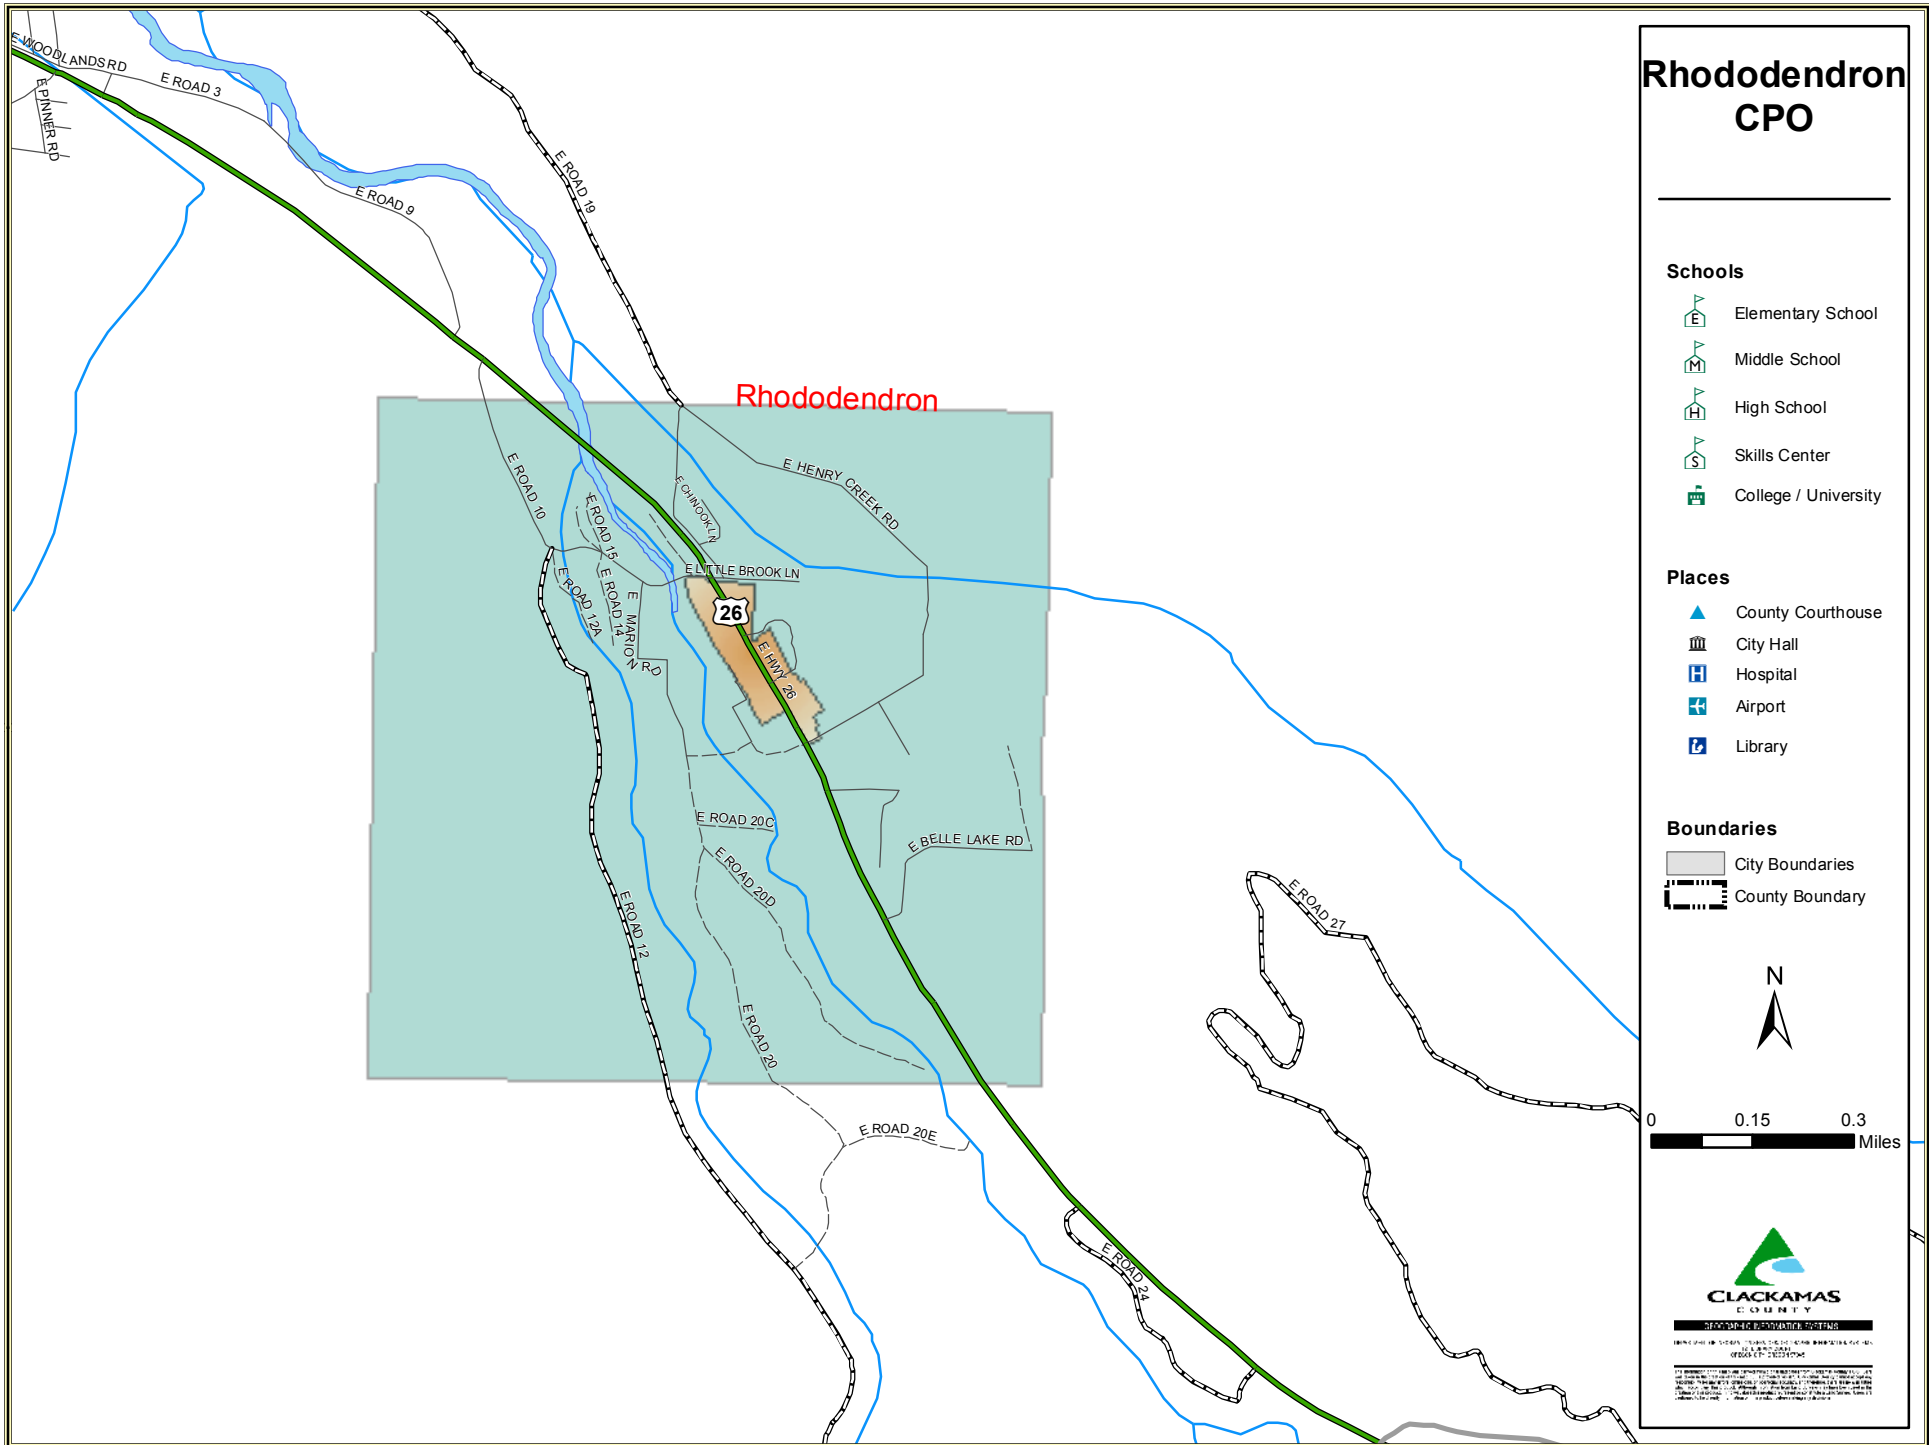 Rhododendron
CPO
Schools
Elementary School
Middle School
High School
Skills Center
College / University
Places
County Courthouse
City Hall
Hospital
Airport
Library
Boundaries
City Boundaries
County Boundary
N
0 0.15 0.3
Miles
CLACKAMAS
COUNTY
GEOGRAPHIC INFORMATION SYSTEMS
E WOODLANDS RD
E ROAD 3
E PINNER RD
E ROAD 9
E ROAD 19
Rhododendron
E HENRY CREEK RD
E CHINOOK LN
E ROAD 10
E ROAD 15
E LITTLE BROOK LN
E ROAD 12A
E ROAD 14
E MARION RD
26
E HWY 26
E ROAD 20C
E BELLE LAKE RD
E ROAD 20D
E ROAD 12
E ROAD 20
E ROAD 27
E ROAD 20E
E ROAD 24